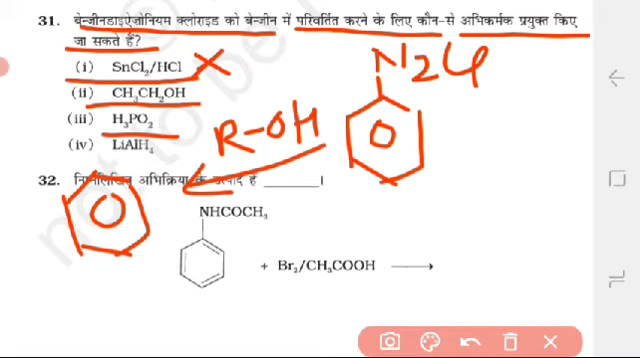 31. बेन्जीनडाइऐज़ोनियम क्लोराइड को बेन्जीन में परिवर्तित करने के लिए कौन-से अभिकर्मक प्रयुक्त किए
जा सकते हैं?
(i) SnCl₂/HCl
(ii) CH₃CH₂OH
(iii) H₃PO₂
(iv) LiAlH₄
N2Cl
R-OH
32. निम्नलिखित अभिक्रिया के उत्पाद हैं ________।
NHCOCH₃
+ Br₂/CH₃COOH